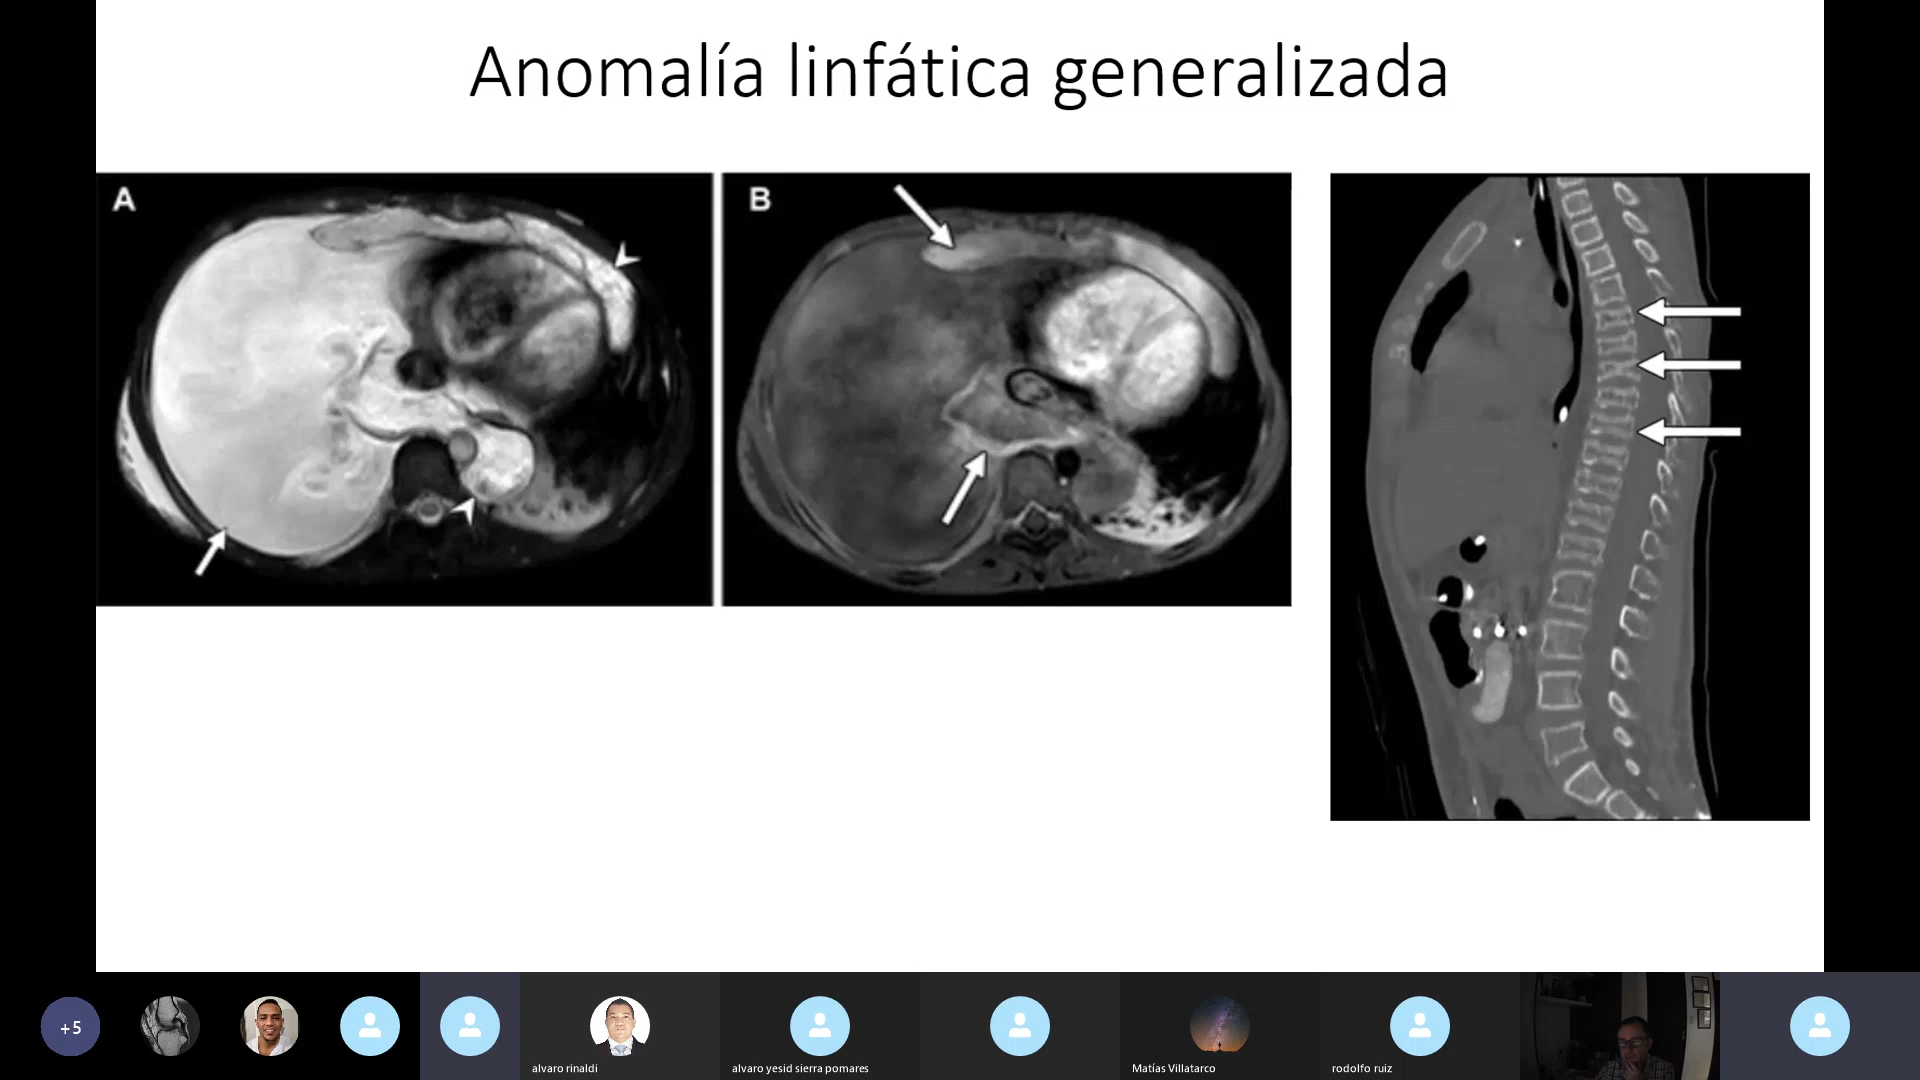 Anomalía linfática generalizada
A
B
+5
alvaro rinaldi
alvaro yesid sierra pomares
Matías Villatarco
rodolfo ruiz